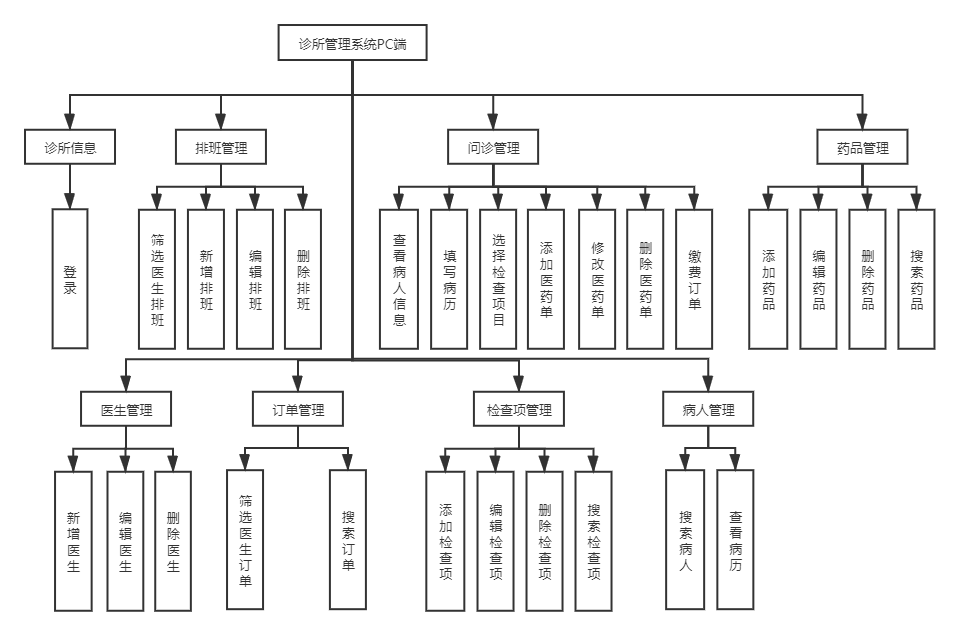 诊所管理系统PC端
诊所信息
排班管理
问诊管理
药品管理
登录
筛选医生排班
新增排班
编辑排班
删除排班
查看病人信息
填写病历
选择检查项目
添加医药单
修改医药单
删除医药单
缴费订单
添加药品
编辑药品
删除药品
搜索药品
医生管理
订单管理
检查项管理
病人管理
新增医生
编辑医生
删除医生
筛选医生订单
搜索订单
添加检查项
编辑检查项
删除检查项
搜索检查项
搜索病人
查看病历